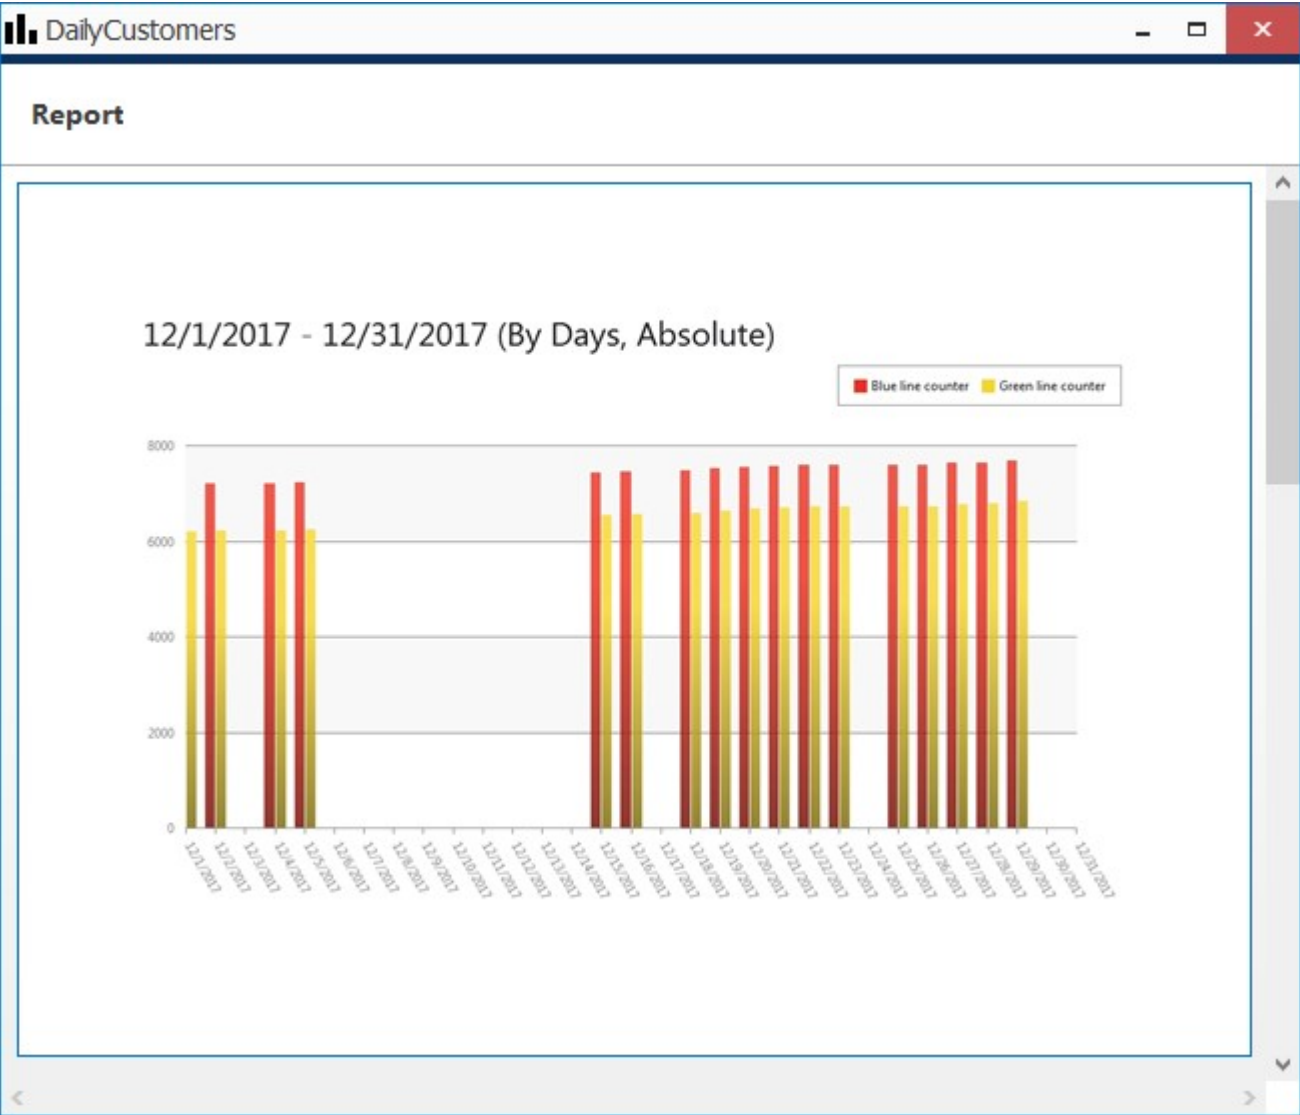 DailyCustomers
Report
12/1/2017 - 12/31/2017 (By Days, Absolute)
Blue line counter Green line counter
8000
6000
4000
2000
0
12/1/2017 12/2/2017 12/3/2017 12/4/2017 12/5/2017 12/6/2017 12/7/2017 12/8/2017 12/9/2017 12/10/2017 12/11/2017 12/12/2017 12/13/2017 12/14/2017 12/15/2017 12/16/2017 12/17/2017 12/18/2017 12/19/2017 12/20/2017 12/21/2017 12/22/2017 12/23/2017 12/24/2017 12/25/2017 12/26/2017 12/27/2017 12/28/2017 12/29/2017 12/30/2017 12/31/2017